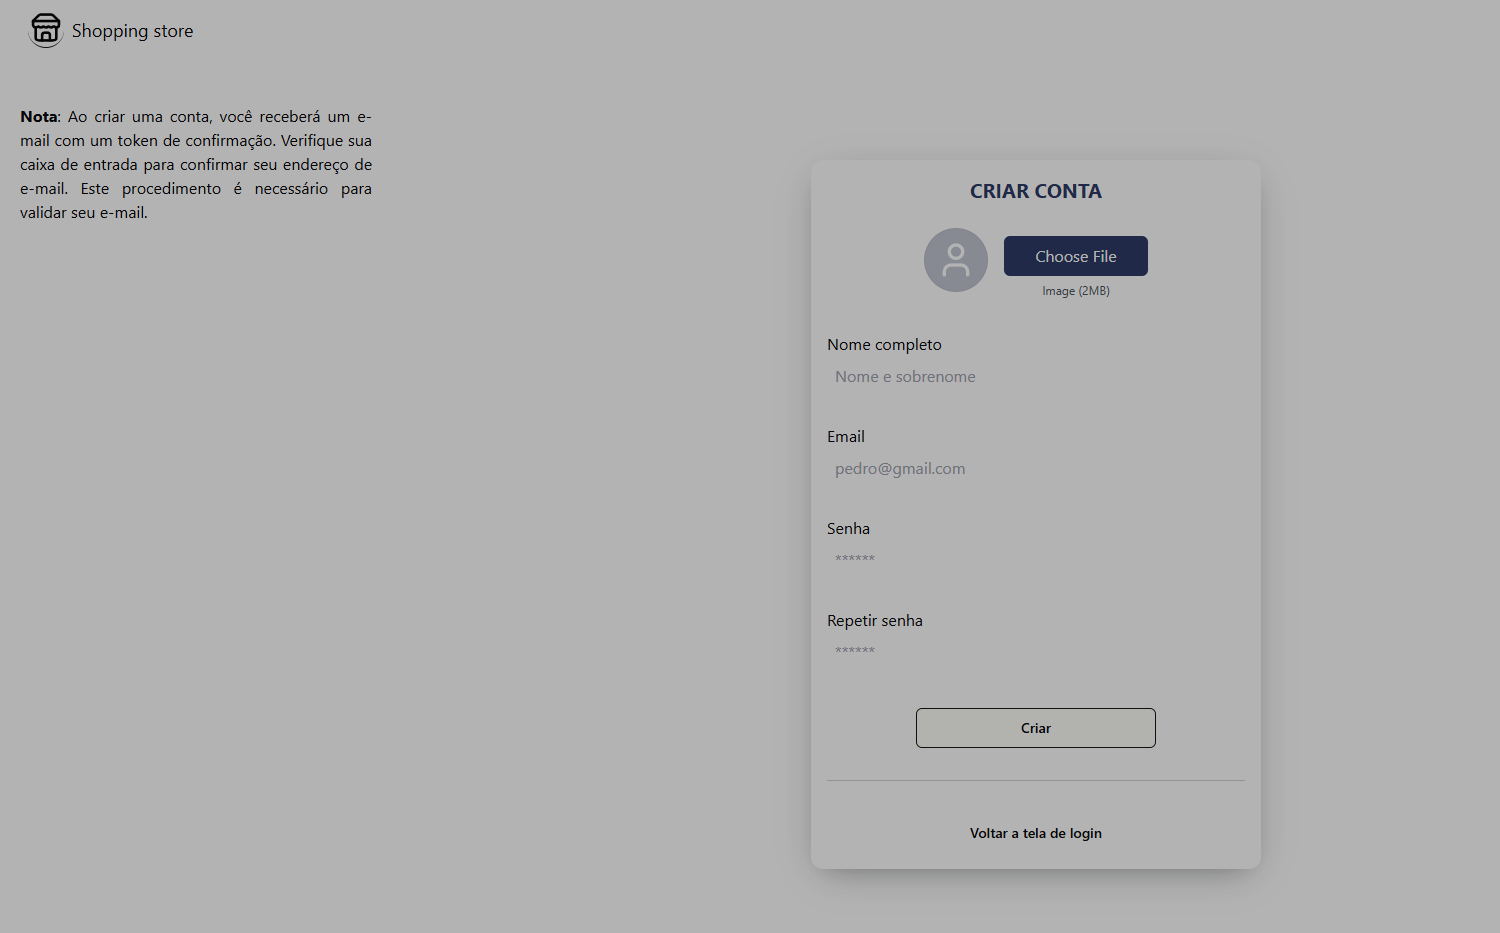 Shopping store
Nota: Ao criar uma conta, você receberá um e-
mail com um token de confirmação. Verifique sua
caixa de entrada para confirmar seu endereço de
e-mail. Este procedimento é necessário para
validar seu e-mail.
CRIAR CONTA
Choose File
Image (2MB)
Nome completo
Nome e sobrenome
Email
pedro@gmail.com
Senha
******
Repetir senha
******
Criar
Voltar a tela de login